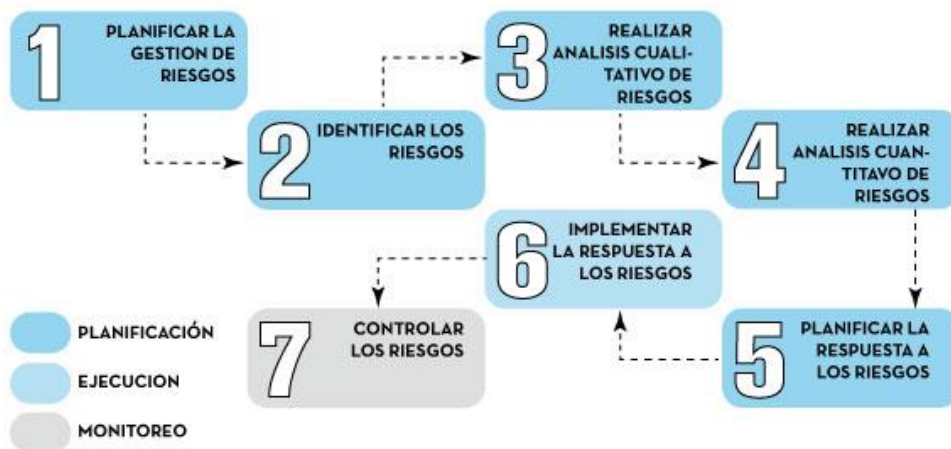 1
PLANIFICAR LA
GESTION DE
RIESGOS
2
IDENTIFICAR LOS
RIESGOS
3
REALIZAR
ANALISIS CUALI-
TATIVO DE
RIESGOS
4
REALIZAR
ANALISIS CUAN-
TITAVO DE
RIESGOS
5
PLANIFICAR LA
RESPUESTA A
LOS RIESGOS
6
IMPLEMENTAR
LA RESPUESTA A
LOS RIESGOS
7
CONTROLAR
LOS RIESGOS
PLANIFICACIÓN
EJECUCION
MONITOREO